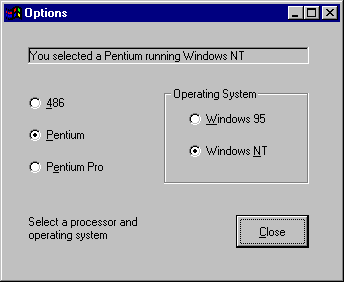 Options
You selected a Pentium running Windows NT
486
Operating System
Windows 95
Pentium
Windows NT
Pentium Pro
Select a processor and
operating system
Close